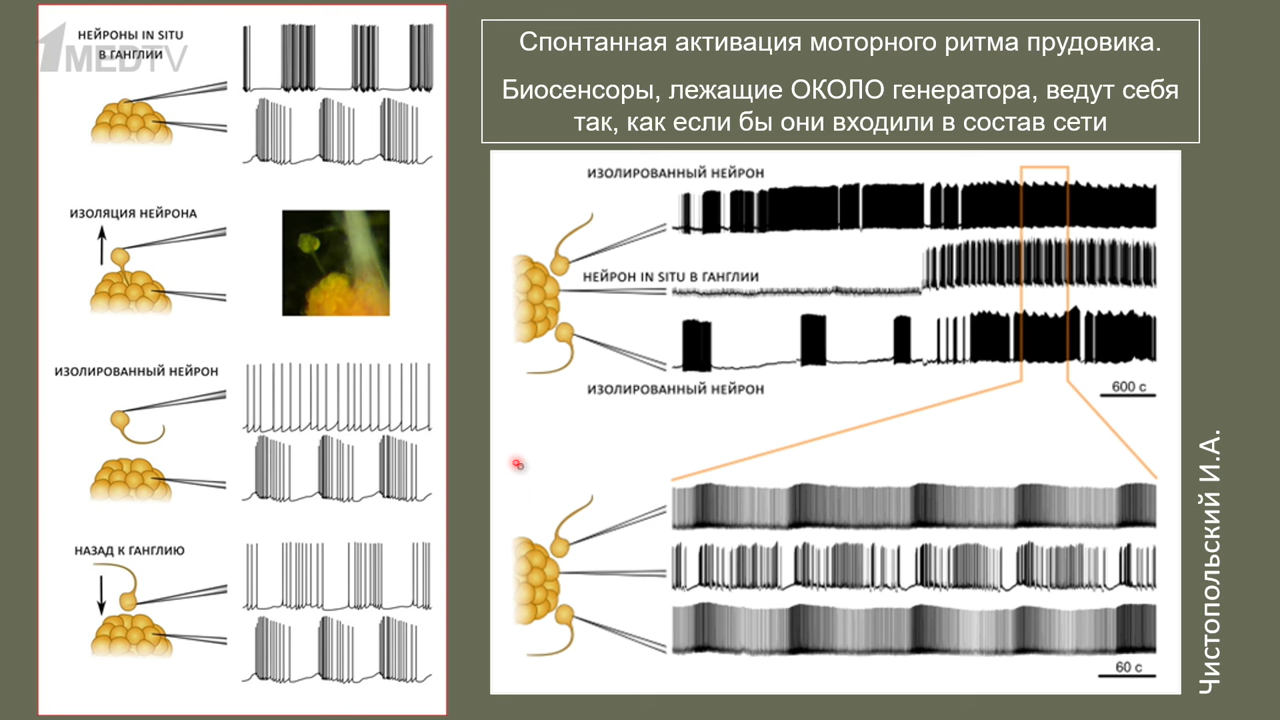 1MEDTV
НЕЙРОНЫ IN SITU
В ГАНГЛИИ
ИЗОЛЯЦИЯ НЕЙРОНА
ИЗОЛИРОВАННЫЙ НЕЙРОН
НАЗАД К ГАНГЛИЮ
Спонтанная активация моторного ритма прудовика.
Биосенсоры, лежащие ОКОЛО генератора, ведут себя
так, как если бы они входили в состав сети
ИЗОЛИРОВАННЫЙ НЕЙРОН
НЕЙРОН IN SITU В ГАНГЛИИ
ИЗОЛИРОВАННЫЙ НЕЙРОН
600 с
60 с
Чистопольский И.А.